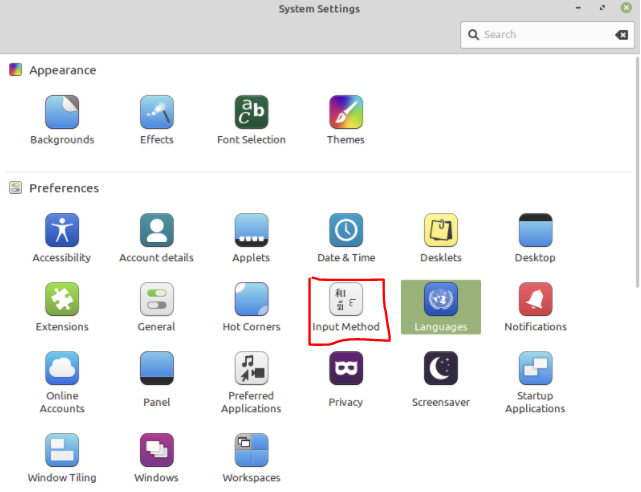 System Settings
Search
Appearance
Backgrounds
Effects
Font Selection
Themes
Preferences
Accessibility
Account details
Applets
Date & Time
Desklets
Desktop
Extensions
General
Hot Corners
Input Method
Languages
Notifications
Online
Accounts
Panel
Preferred
Applications
Privacy
Screensaver
Startup
Applications
Window Tiling
Windows
Workspaces